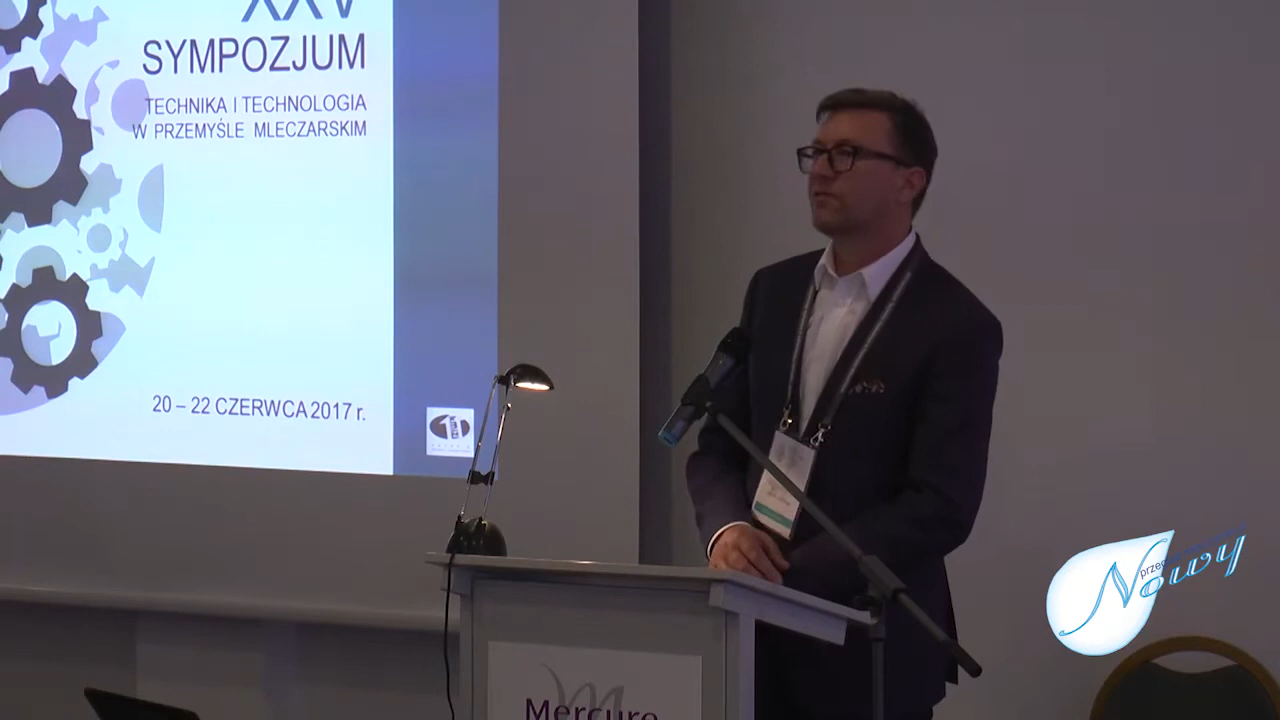 XXV
SYMPOZJUM
TECHNIKA I TECHNOLOGIA
W PRZEMYŚLE MLECZARSKIM
20 – 22 CZERWCA 2017 r.
Mercure
Nowy